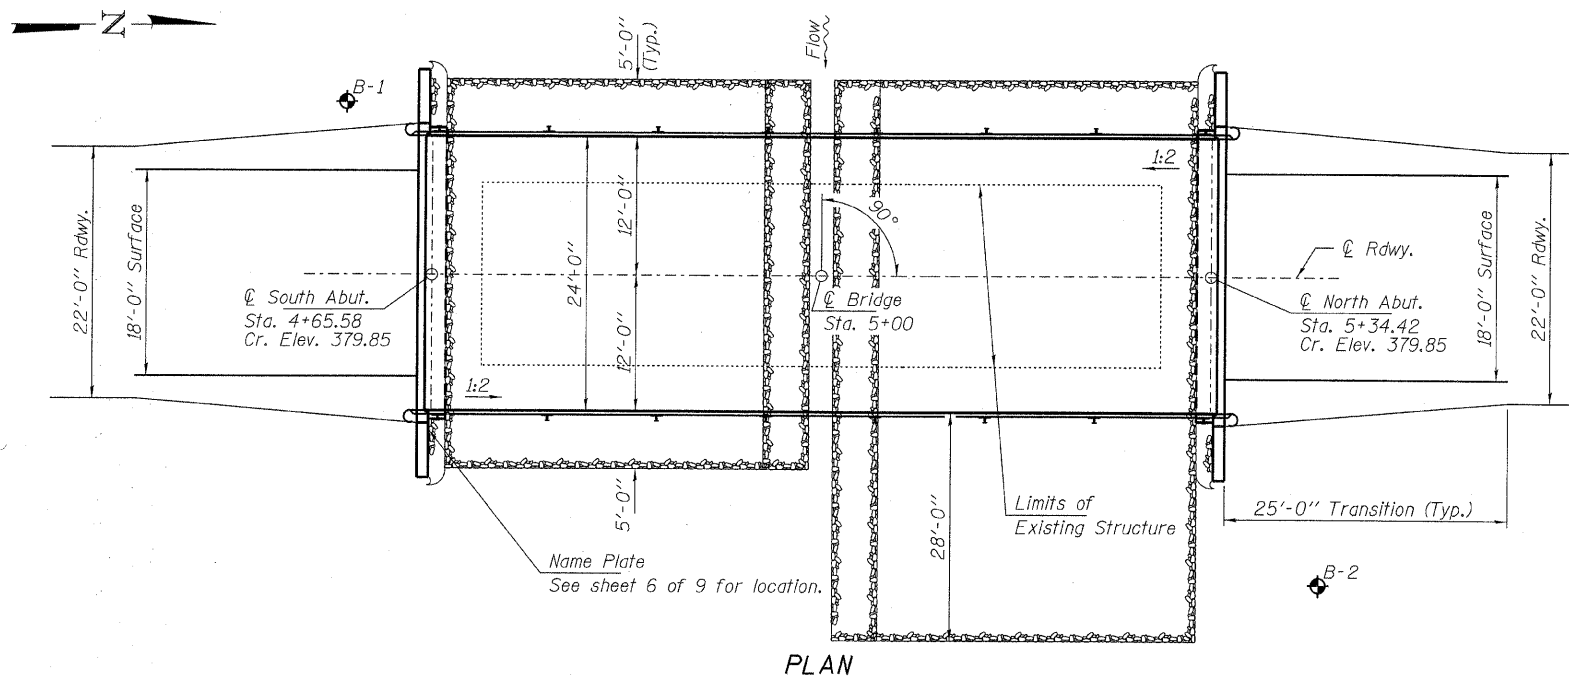 N
5'-0"
(Typ.)
Flow
B-1
1:2
12'-0"
90°
22'-0" Rdwy.
18'-0" Surface
24'-0"
℄ Rdwy.
18'-0" Surface
22'-0" Rdwy.
℄ South Abut.
Sta. 4+65.58
Cr. Elev. 379.85
℄ Bridge
Sta. 5+00
℄ North Abut.
Sta. 5+34.42
Cr. Elev. 379.85
12'-0"
1:2
5'-0"
28'-0"
Limits of
Existing Structure
25'-0" Transition (Typ.)
Name Plate
See sheet 6 of 9 for location.
B-2
PLAN